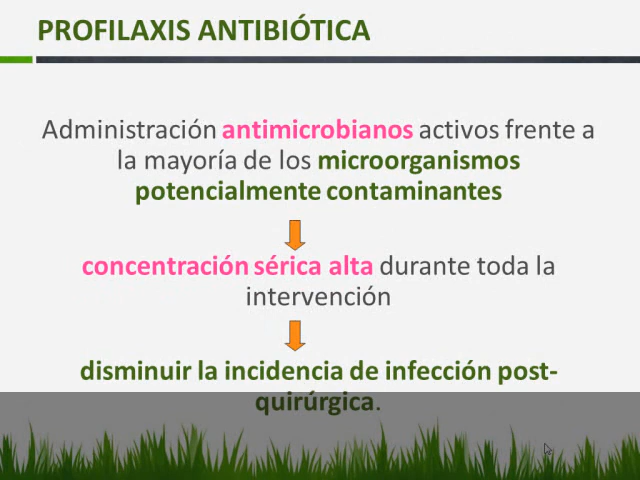 PROFILAXIS ANTIBIÓTICA
Administración antimicrobianos activos frente a
la mayoría de los microorganismos
potencialmente contaminantes
concentración sérica alta durante toda la
intervención
disminuir la incidencia de infección post-
quirúrgica.